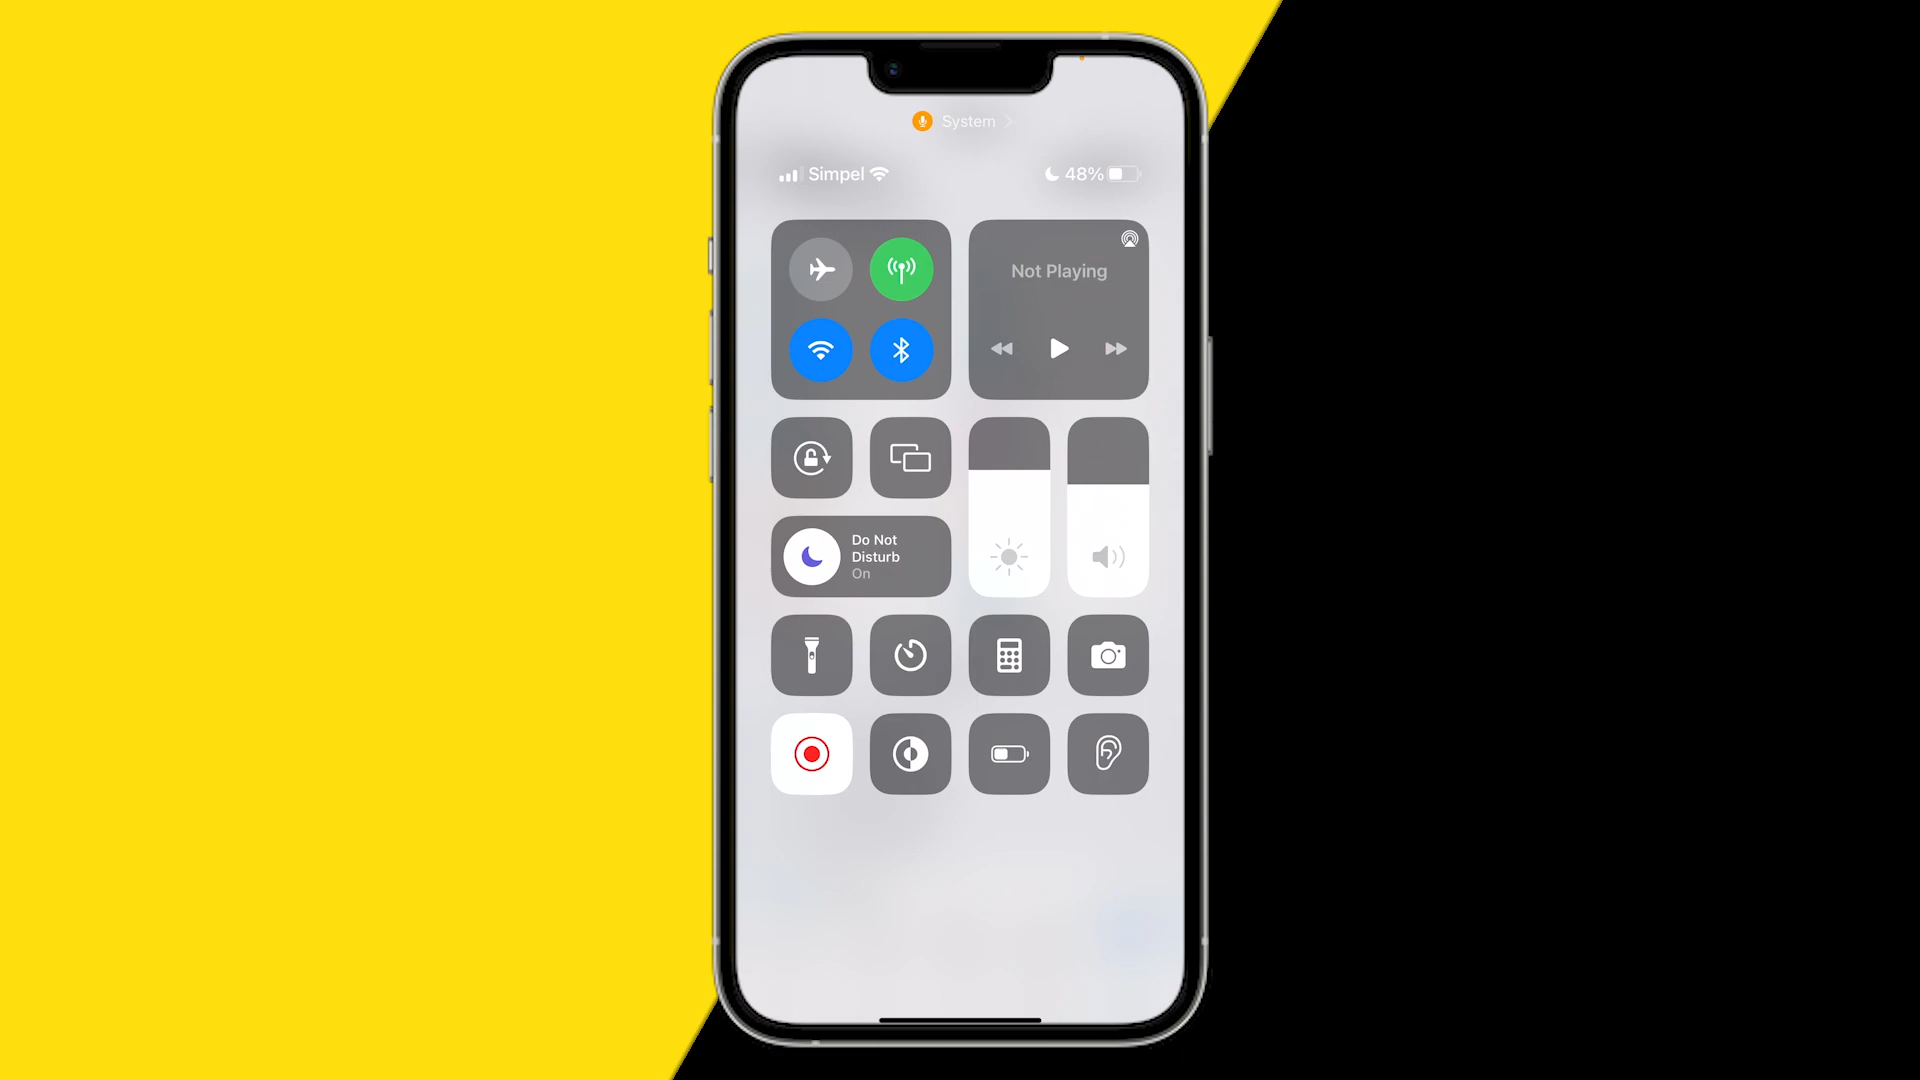 System
Simpel
48%
Not Playing
Do Not
Disturb
On